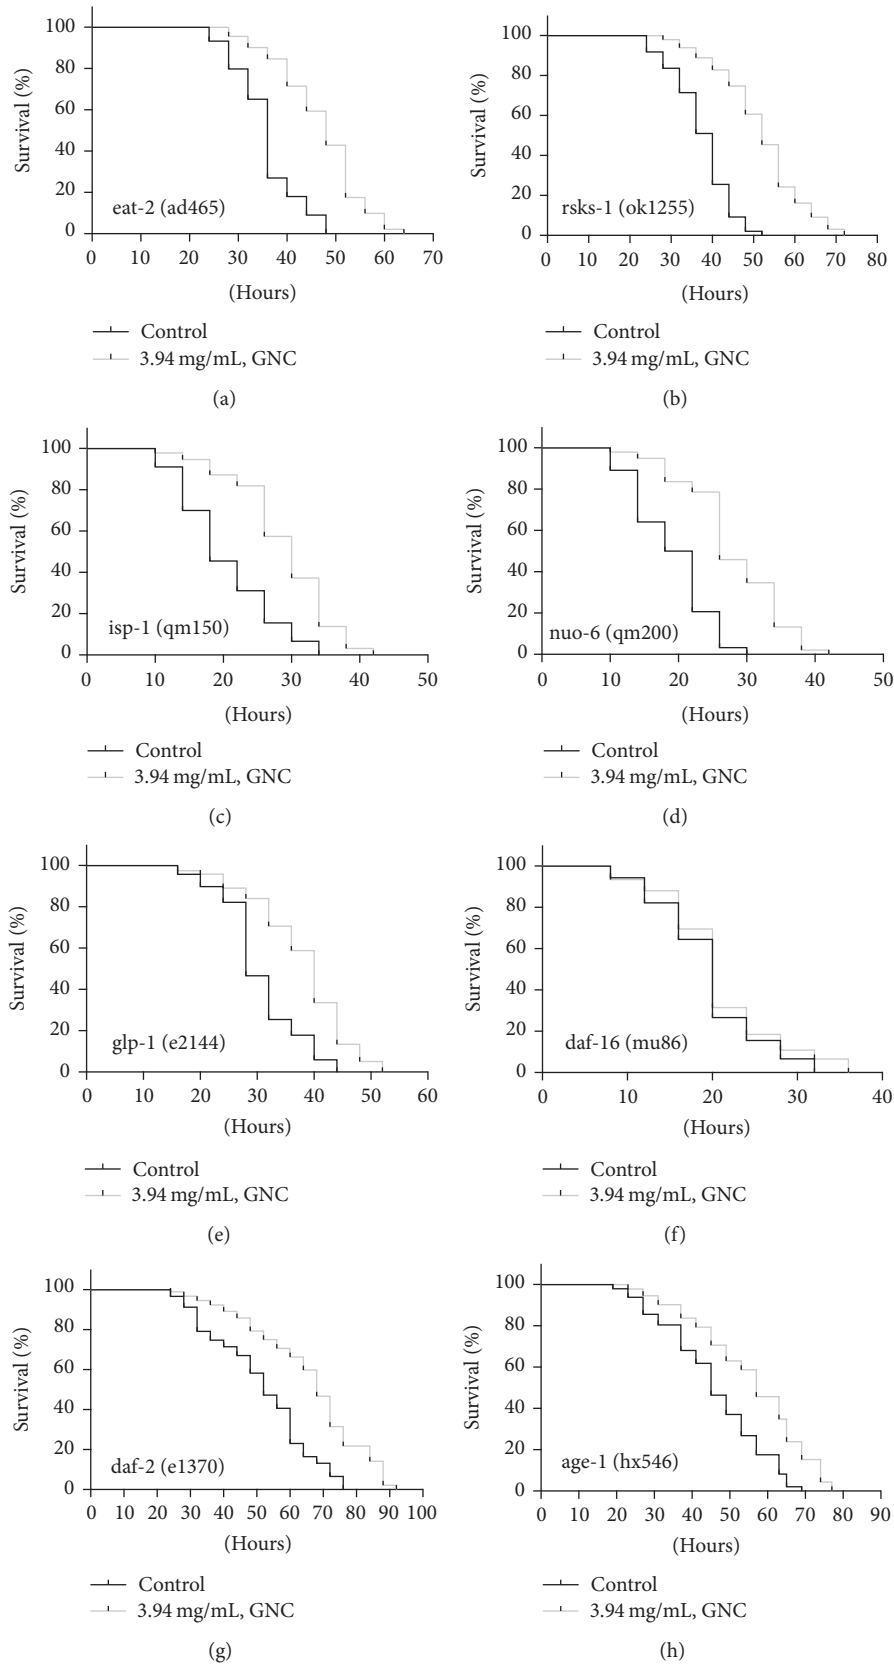 100
80
60
40
20
0
Survival (%)
eat-2 (ad465)
0 10 20 30 40 50 60 70
(Hours)
Control
3.94 mg/mL, GNC
(a)
100
80
60
40
20
0
Survival (%)
rsks-1 (ok1255)
0 10 20 30 40 50 60 70 80
(Hours)
Control
3.94 mg/mL, GNC
(b)
100
80
60
40
20
0
Survival (%)
isp-1 (qm150)
0 10 20 30 40 50
(Hours)
Control
3.94 mg/mL, GNC
(c)
100
80
60
40
20
0
Survival (%)
nuo-6 (qm200)
0 10 20 30 40 50
(Hours)
Control
3.94 mg/mL, GNC
(d)
100
80
60
40
20
0
Survival (%)
glp-1 (e2144)
0 10 20 30 40 50 60
(Hours)
Control
3.94 mg/mL, GNC
(e)
100
80
60
40
20
0
Survival (%)
daf-16 (mu86)
0 10 20 30 40
(Hours)
Control
3.94 mg/mL, GNC
(f)
100
80
60
40
20
0
Survival (%)
daf-2 (e1370)
0 10 20 30 40 50 60 70 80 90 100
(Hours)
Control
3.94 mg/mL, GNC
(g)
100
80
60
40
20
0
Survival (%)
age-1 (hx546)
0 10 20 30 40 50 60 70 80 90
(Hours)
Control
3.94 mg/mL, GNC
(h)